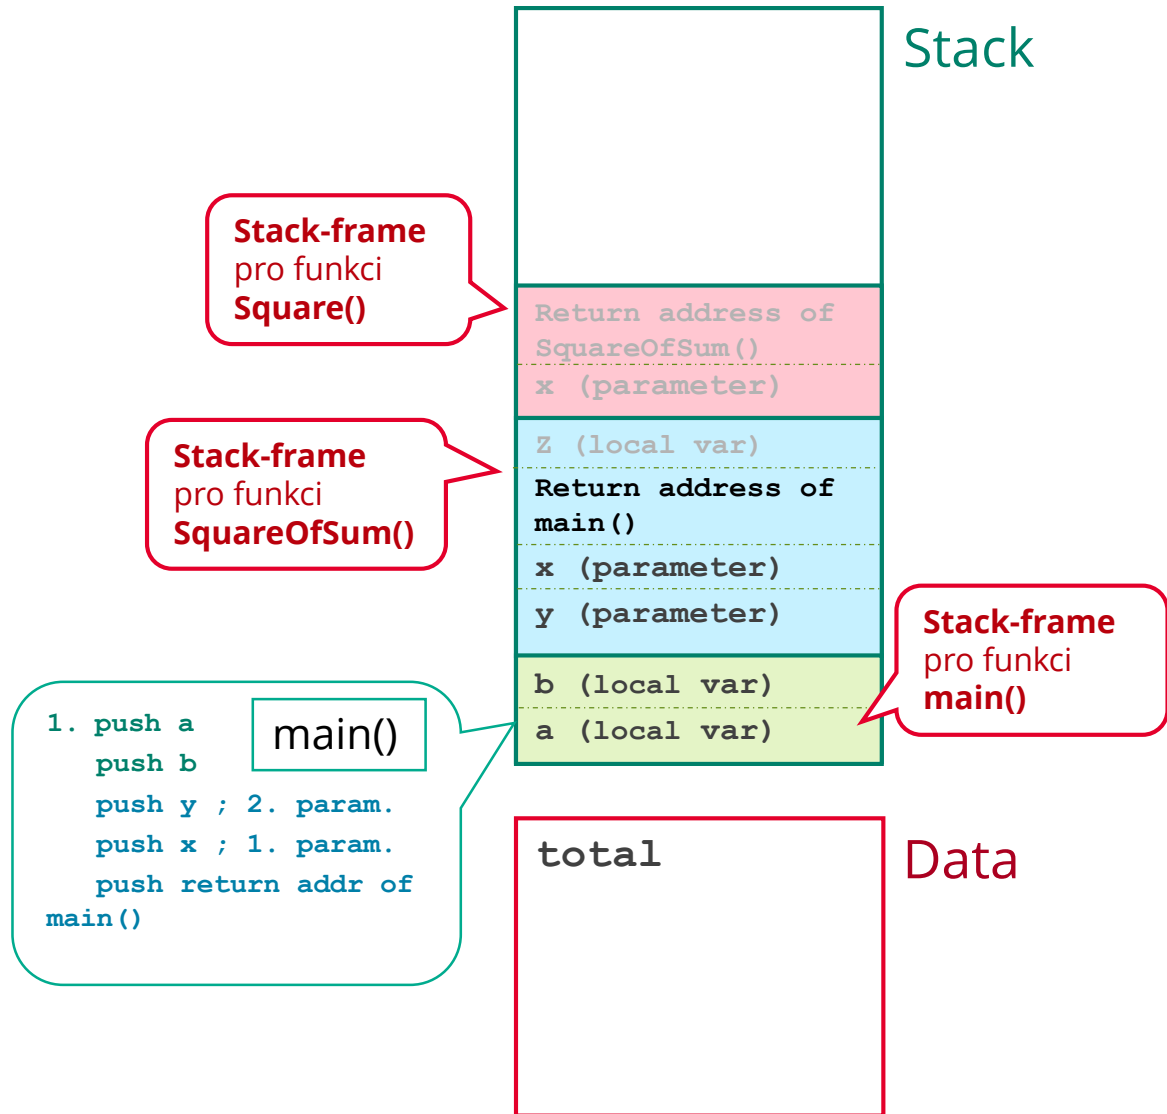 Stack
Stack-frame
pro funkci
Square()
Return address of
SquareOfSum()
x (parameter)
Stack-frame
pro funkci
SquareOfSum()
Z (local var)
Return address of
main()
x (parameter)
y (parameter)
Stack-frame
pro funkci
main()
b (local var)
a (local var)
main()
1. push a
push b
push y ; 2. param.
push x ; 1. param.
push return addr of
main()
total
Data